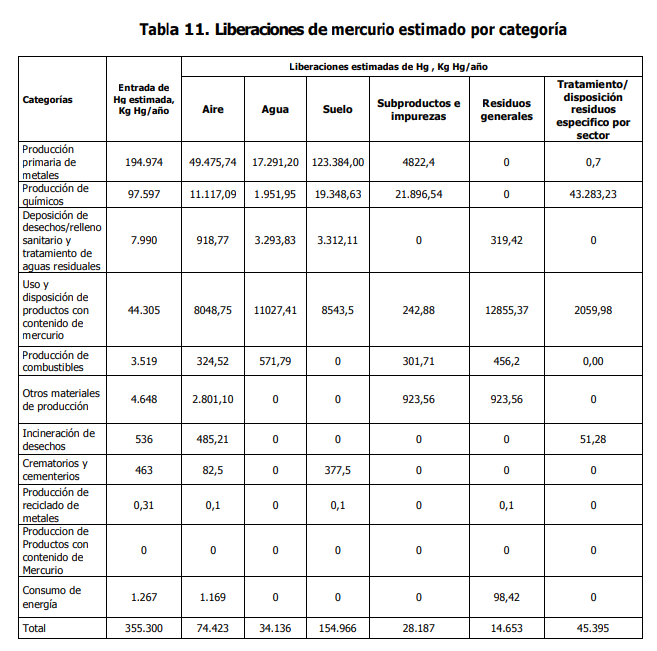 Tabla 11. Liberaciones de mercurio estimado por categoría
Categorías
Entrada de
Hg estimada,
Kg Hg/año
Liberaciones estimadas de Hg , Kg Hg/año
Aire
Agua
Suelo
Subproductos e
impurezas
Residuos
generales
Tratamiento/
disposición
residuos
especifico por
sector
Producción
primaria de
metales
194.974 49.475,74 17.291,20 123.384,00 4822,4 0 0,7
Producción de
químicos
97.597 11.117,09 1.951,95 19.348,63 21.896,54 0 43.283,23
Deposición de
desechos/relleno
sanitario y
tratamiento de
aguas residuales
7.990 918,77 3.293,83 3.312,11 0 319,42 0
Uso y
disposición de
productos con
contenido de
mercurio
44.305 8048,75 11027,41 8543,5 242,88 12855,37 2059,98
Producción de
combustibles
3.519 324,52 571,79 0 301,71 456,2 0,00
Otros materiales
de producción
4.648 2.801,10 0 0 923,56 923,56 0
Incineración de
desechos
536 485,21 0 0 0 0 51,28
Crematorios y
cementerios
463 82,5 0 377,5 0 0 0
Producción de
reciclado de
metales
0,31 0,1 0 0,1 0 0,1 0
Produccion de
Productos con
contenido de
Mercurio
0 0 0 0 0 0 0
Consumo de
energía
1.267 1.169 0 0 0 98,42 0
Total 355.300 74.423 34.136 154.966 28.187 14.653 45.395